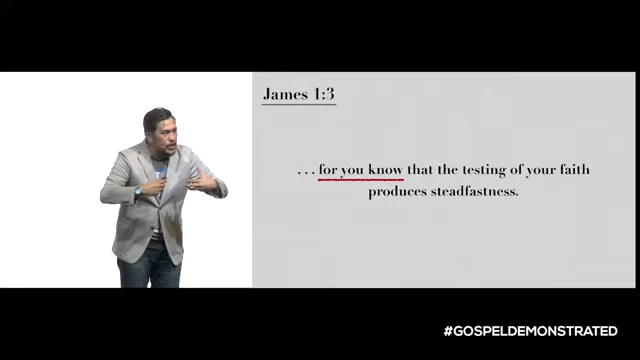 James 1:3
. . . for you know that the testing of your faith
produces steadfastness.
#GOSPELDEMONSTRATED